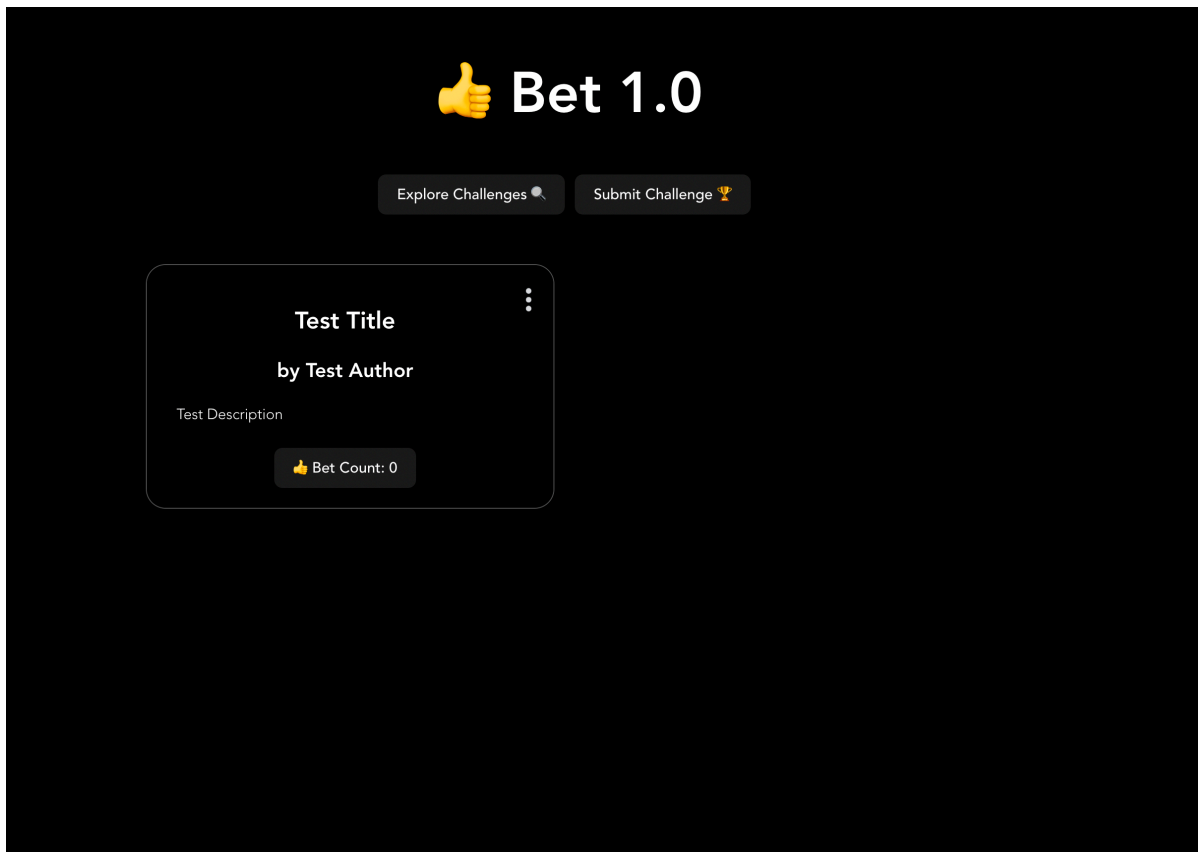 👍 Bet 1.0
Explore Challenges 🔍 Submit Challenge 🏆
Test Title
by Test Author
Test Description
👍 Bet Count: 0